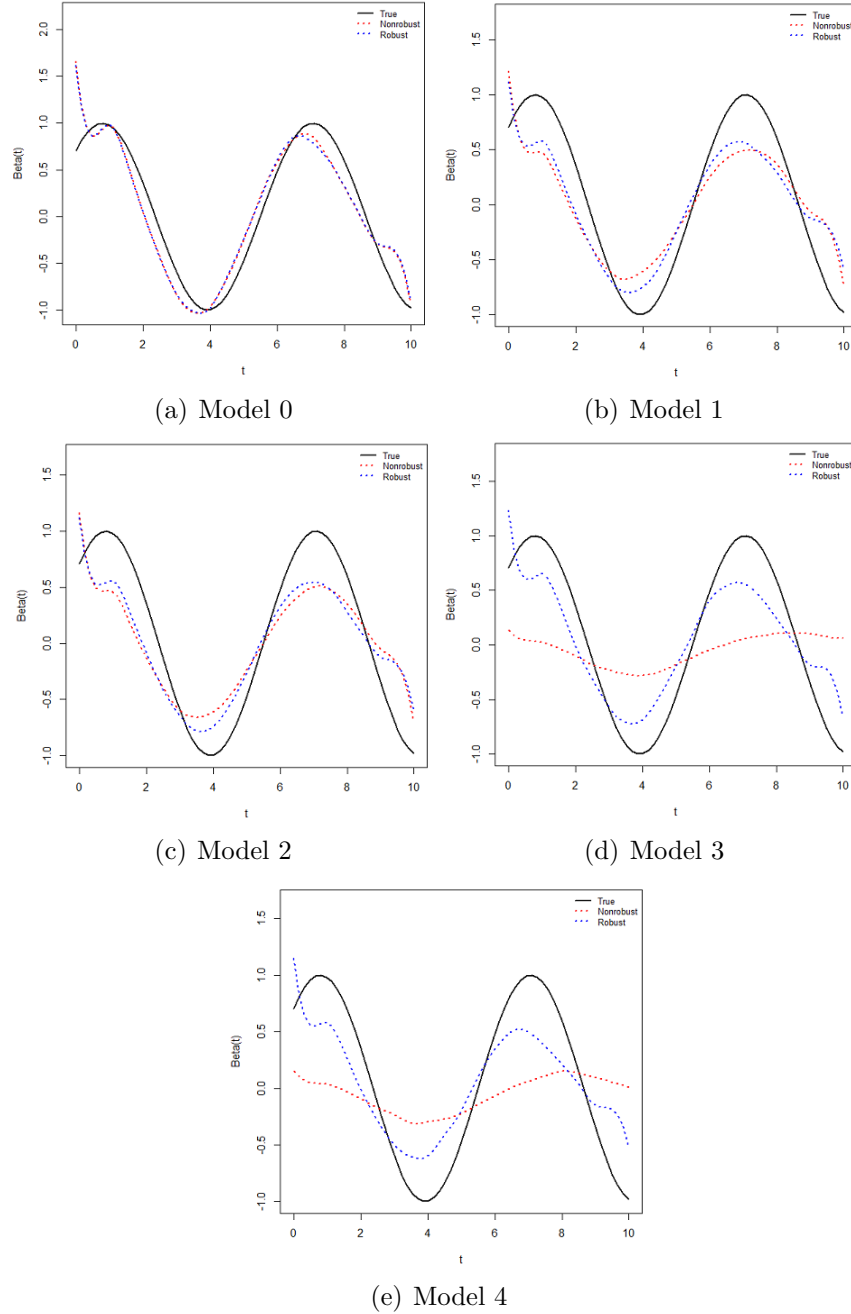 True
Nonrobust
Robust
Beta(t)
2.0
1.5
1.0
0.5
0.0
-0.5
-1.0
0 2 4 6 8 10
t
(a) Model 0
True
Nonrobust
Robust
Beta(t)
1.5
1.0
0.5
0.0
-0.5
-1.0
0 2 4 6 8 10
t
(b) Model 1
True
Nonrobust
Robust
Beta(t)
1.5
1.0
0.5
0.0
-0.5
-1.0
0 2 4 6 8 10
t
(c) Model 2
True
Nonrobust
Robust
Beta(t)
1.5
1.0
0.5
0.0
-0.5
-1.0
0 2 4 6 8 10
t
(d) Model 3
True
Nonrobust
Robust
Beta(t)
1.5
1.0
0.5
0.0
-0.5
-1.0
0 2 4 6 8 10
t
(e) Model 4